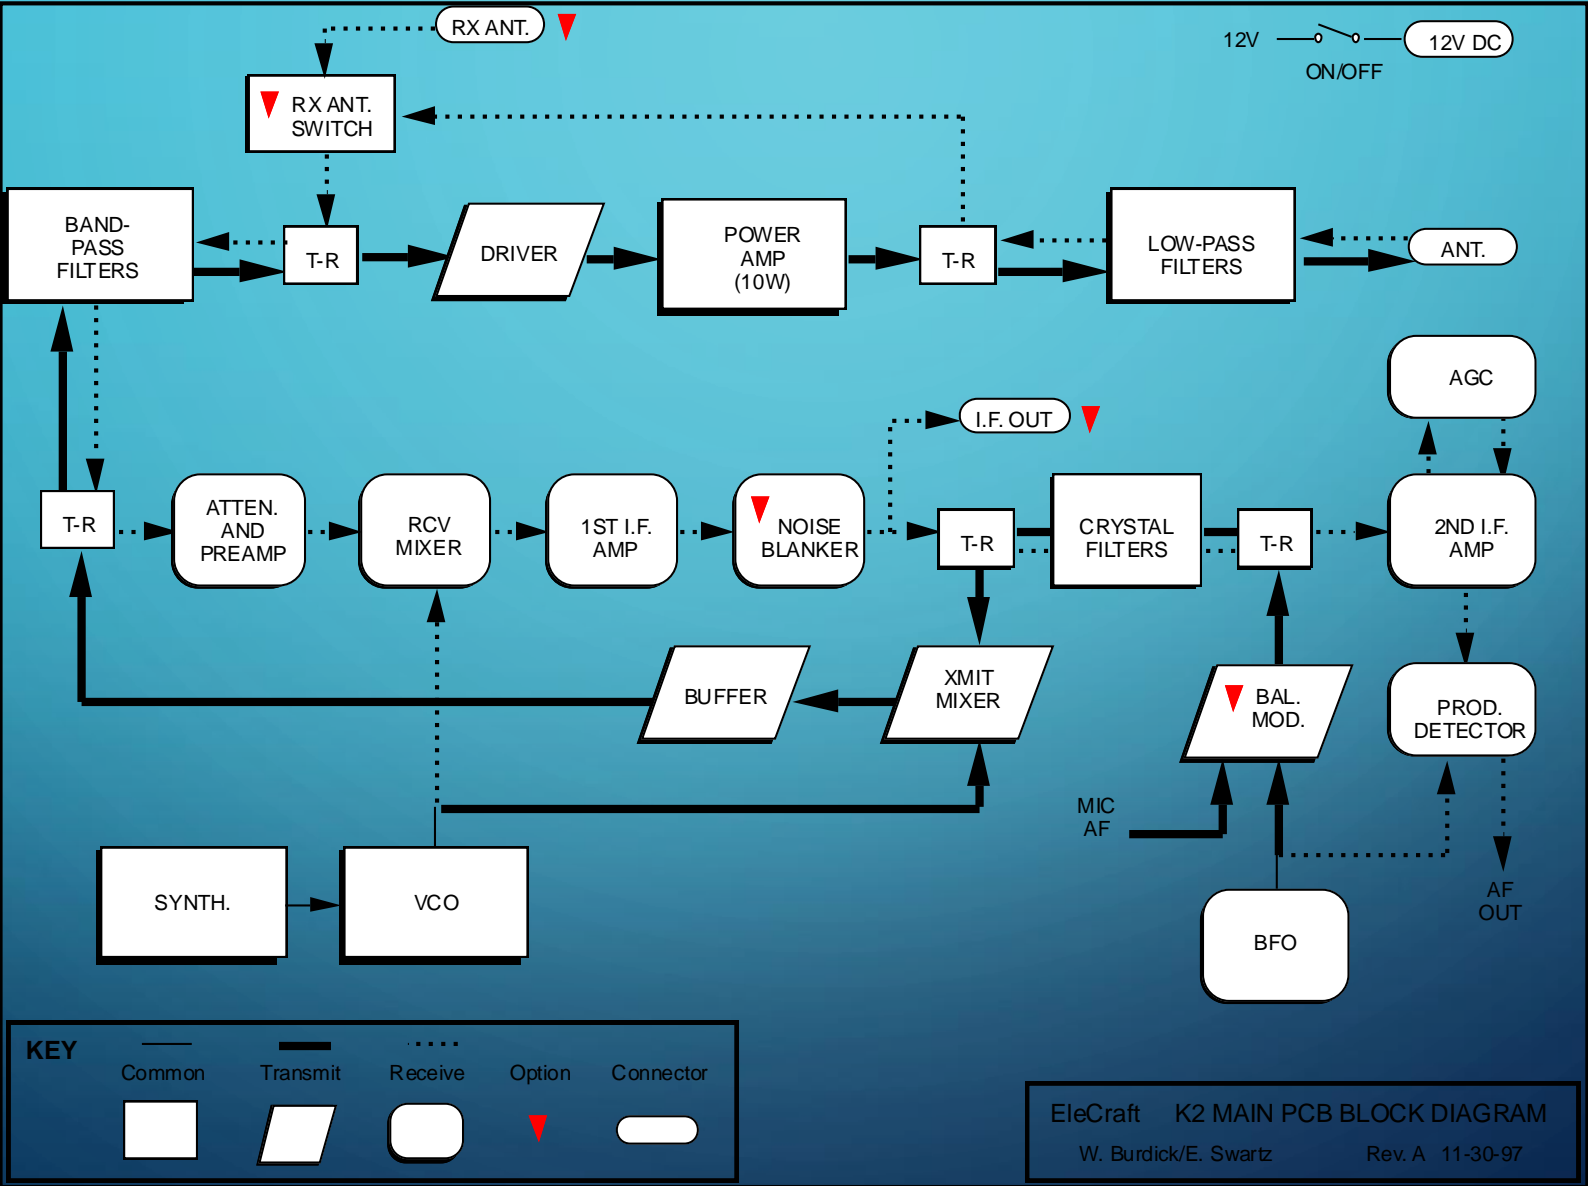 RX ANT.
12V
12V DC
ON/OFF
RX ANT.
SWITCH
BAND-
PASS
FILTERS
T-R
DRIVER
POWER
AMP
(10W)
T-R
LOW-PASS
FILTERS
ANT.
AGC
I.F. OUT
T-R
ATTEN.
AND
PREAMP
RCV
MIXER
1ST I.F.
AMP
NOISE
BLANKER
T-R
CRYSTAL
FILTERS
T-R
2ND I.F.
AMP
BUFFER
XMIT
MIXER
BAL.
MOD.
PROD.
DETECTOR
MIC
AF
SYNTH.
VCO
BFO
AF
OUT
KEY
Common
Transmit
Receive
Option
Connector
EleCraft K2 MAIN PCB BLOCK DIAGRAM
W. Burdick/E. Swartz Rev. A 11-30-97